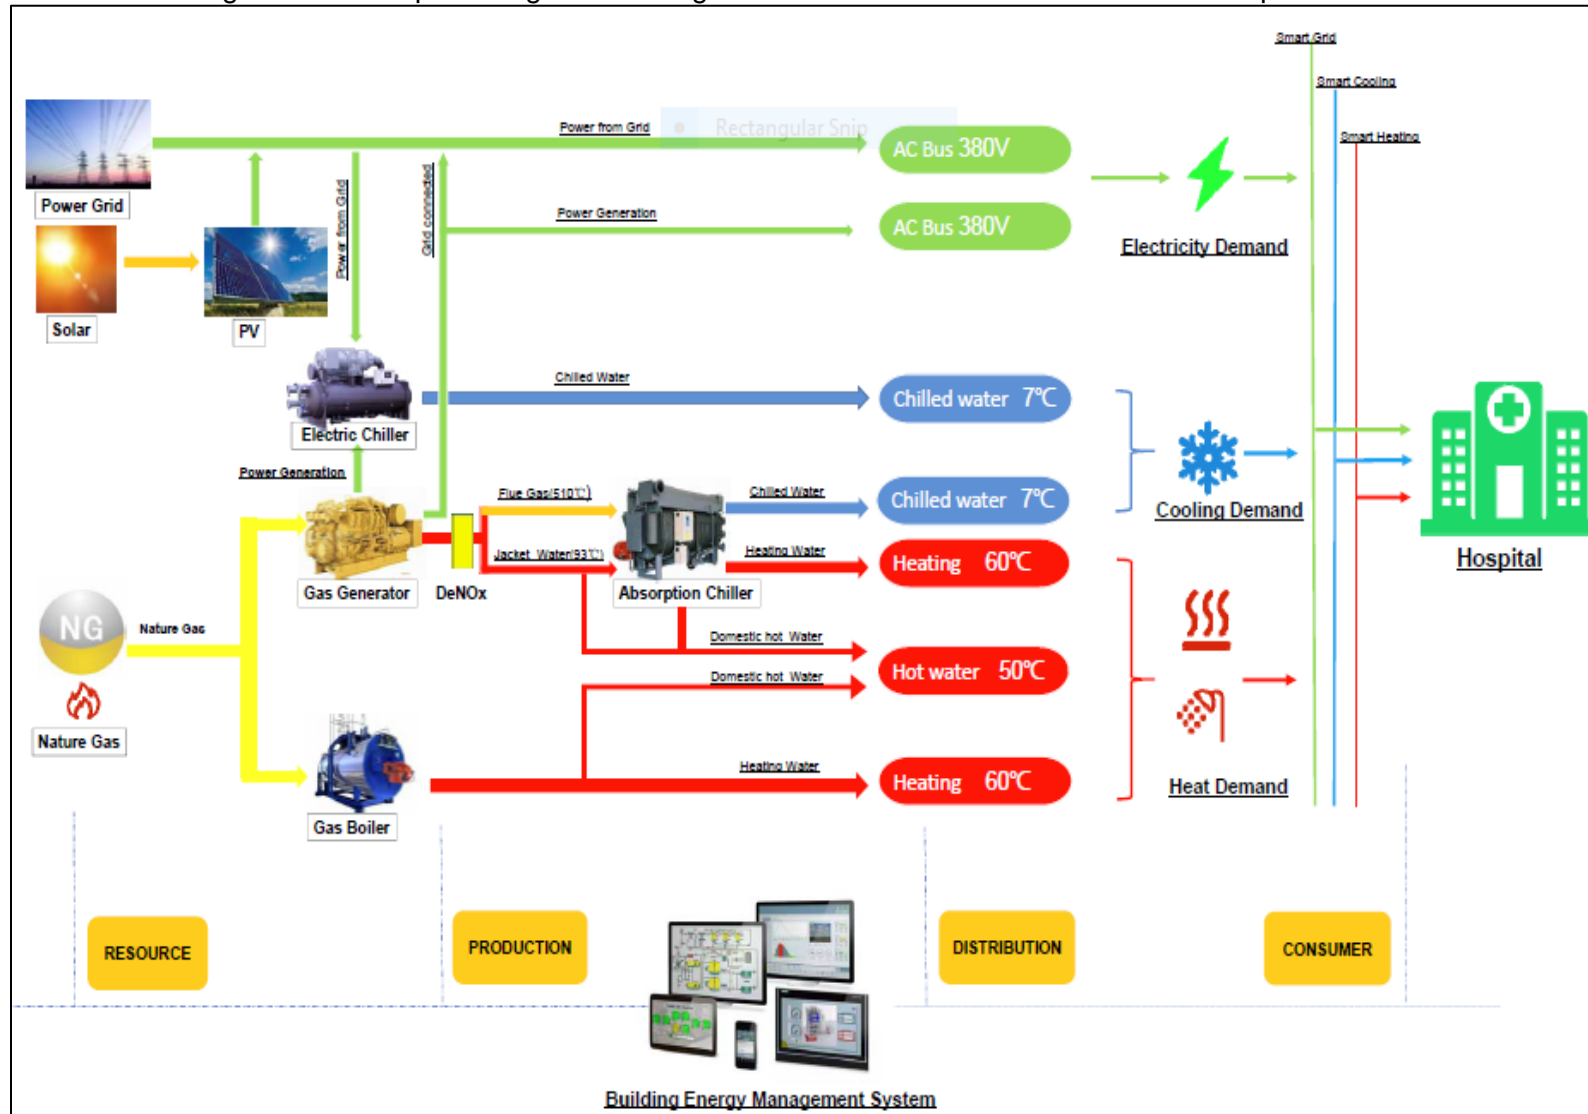 Smart Grid
Smart Cooling
Smart Heating
Power from Grid
Rectangular Snip
AC Bus 380V
Power Grid
Power from Grid
Grid connected
Power Generation
AC Bus 380V
Electricity Demand
Solar
PV
Chilled Water
Chilled water 7℃
Electric Chiller
Power Generation
Flue Gas(510℃)
Chilled Water
Chilled water 7℃
Cooling Demand
Jacket Water(93℃)
Heating Water
Heating 60℃
Hospital
Gas Generator
DeNOx
Absorption Chiller
NG
Nature Gas
Domestic hot Water
Hot water 50℃
Domestic hot Water
Nature Gas
Heating Water
Heating 60℃
Heat Demand
Gas Boiler
RESOURCE
PRODUCTION
DISTRIBUTION
CONSUMER
Building Energy Management System